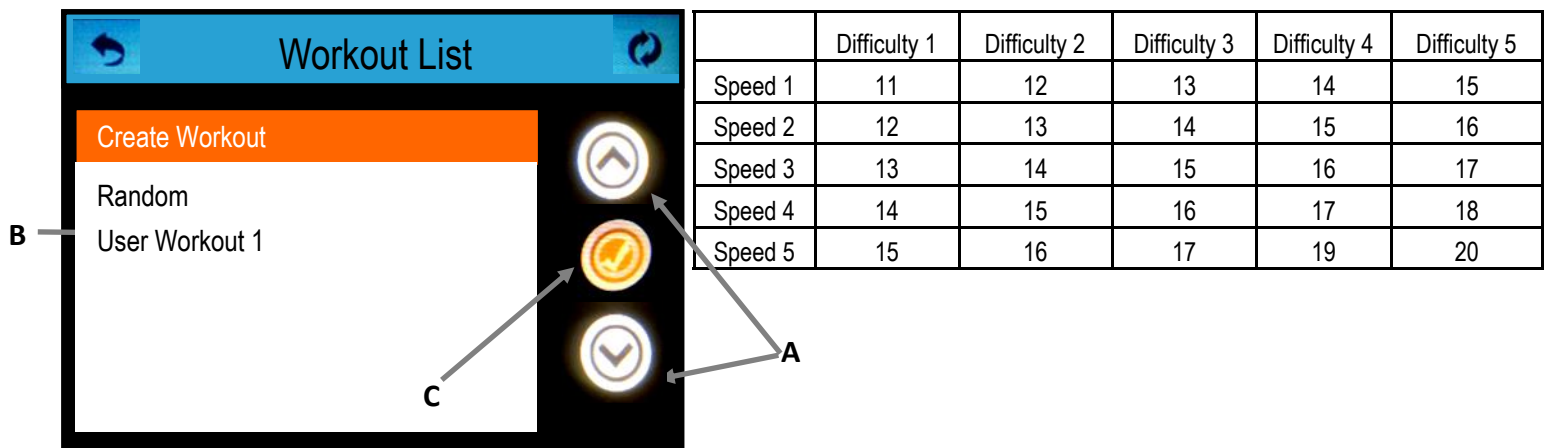 Workout List
Create Workout
Random
User Workout 1
B
A
C
Difficulty 1 Difficulty 2 Difficulty 3 Difficulty 4 Difficulty 5
Speed 1 11 12 13 14 15
Speed 2 12 13 14 15 16
Speed 3 13 14 15 16 17
Speed 4 14 15 16 17 18
Speed 5 15 16 17 19 20